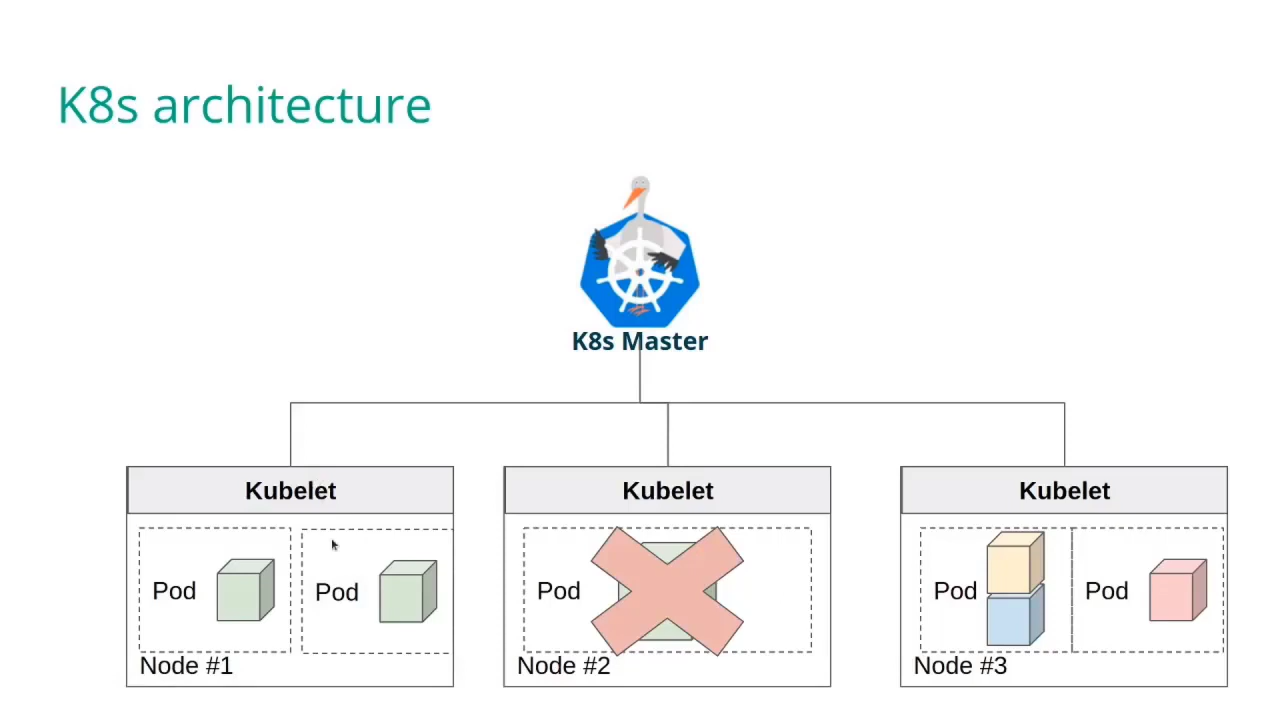 K8s architecture
K8s Master
Kubelet
Pod
Pod
Node #1
Kubelet
Pod
Node #2
Kubelet
Pod
Pod
Node #3